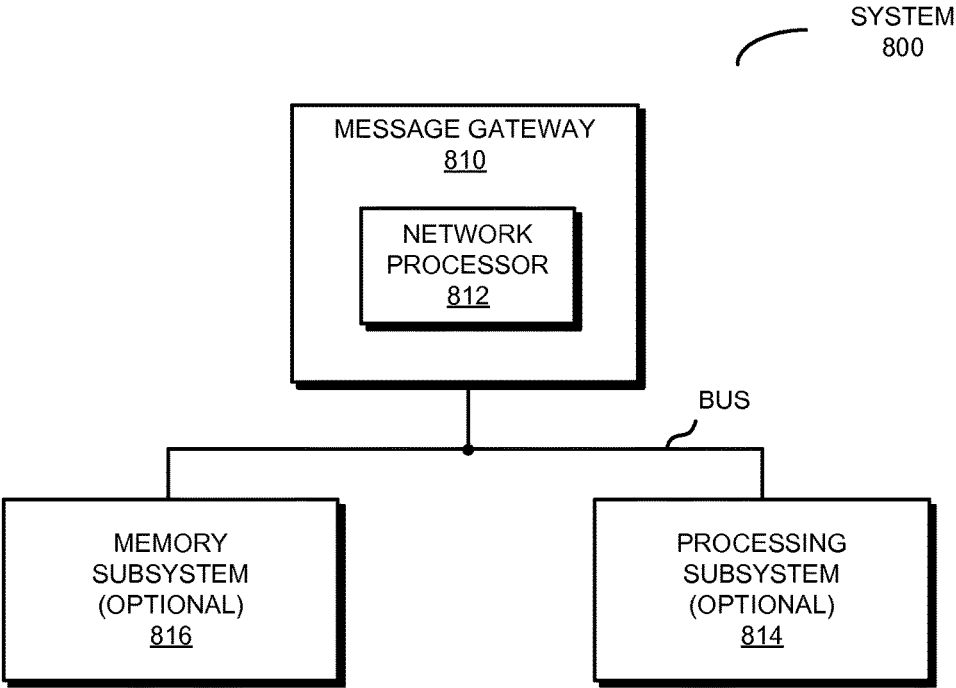 SYSTEM
800
MESSAGE GATEWAY
810
NETWORK
PROCESSOR
812
BUS
MEMORY
SUBSYSTEM
(OPTIONAL)
816
PROCESSING
SUBSYSTEM
(OPTIONAL)
814